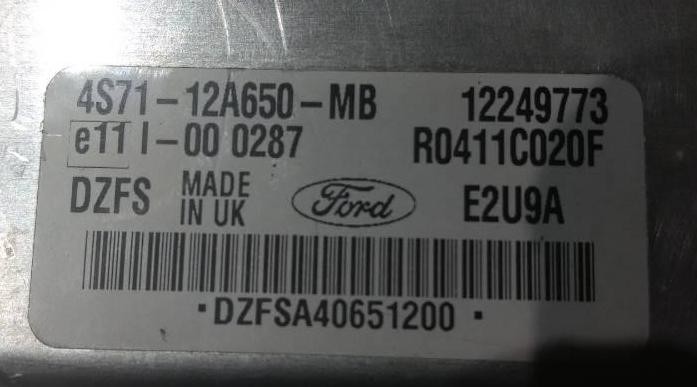 4S71-12A650-MB 12249773
e11 I-00 0287 R0411C020F
DZFS MADE IN UK Ford E2U9A
·DZFSA40651200·